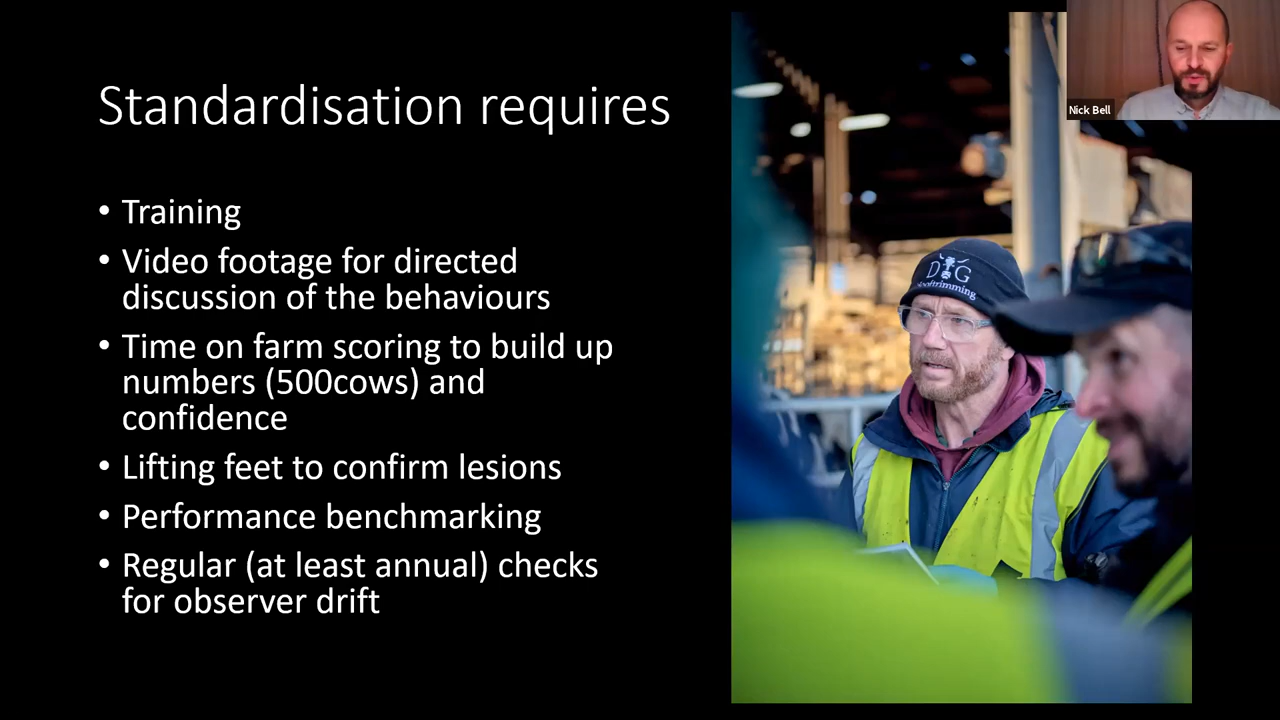 Standardisation requires
• Training
• Video footage for directed
discussion of the behaviours
• Time on farm scoring to build up
numbers (500cows) and
confidence
• Lifting feet to confirm lesions
• Performance benchmarking
• Regular (at least annual) checks
for observer drift
Nick Bell
D G
Hooftrimming